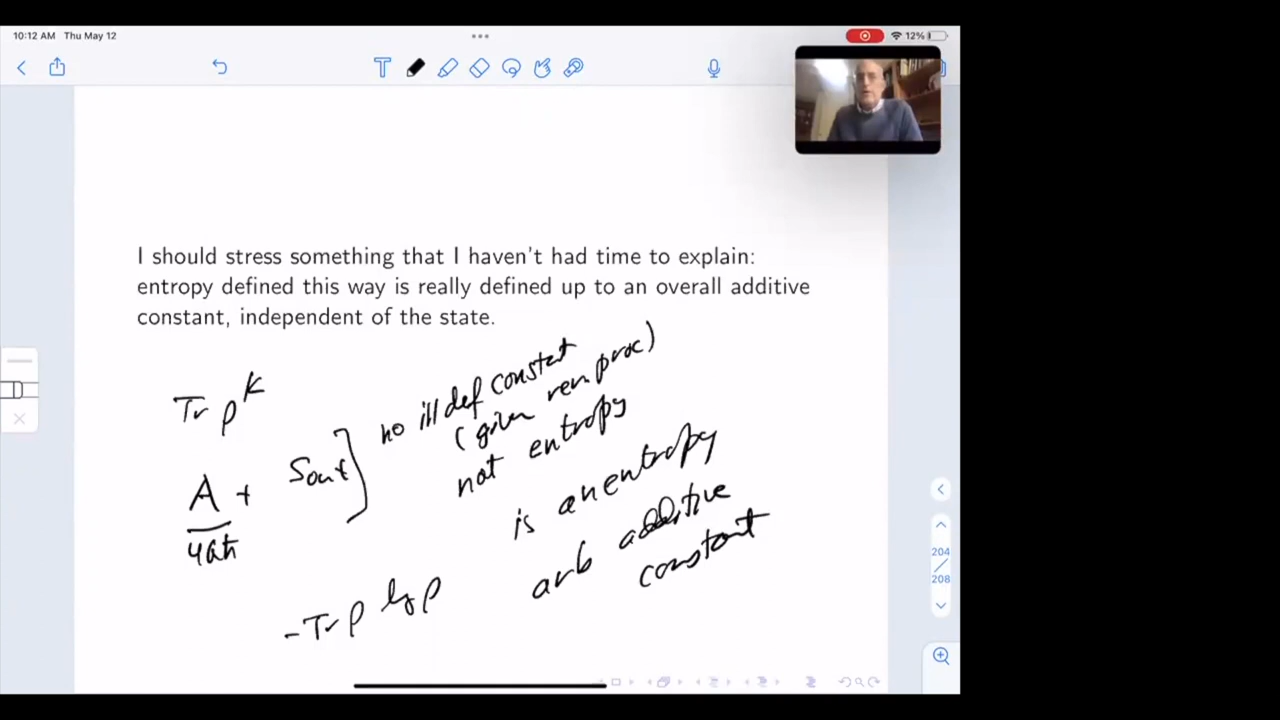 10:12 AM Thu May 12
12%
I should stress something that I haven't had time to explain:
entropy defined this way is really defined up to an overall additive
constant, independent of the state.
Tr ρ^k
A/4Għ + Sout]
no ill def constant
(given ren proc)
not entropy
is an entropy
arb additive
constant
-Tr ρ log ρ
204
/
208